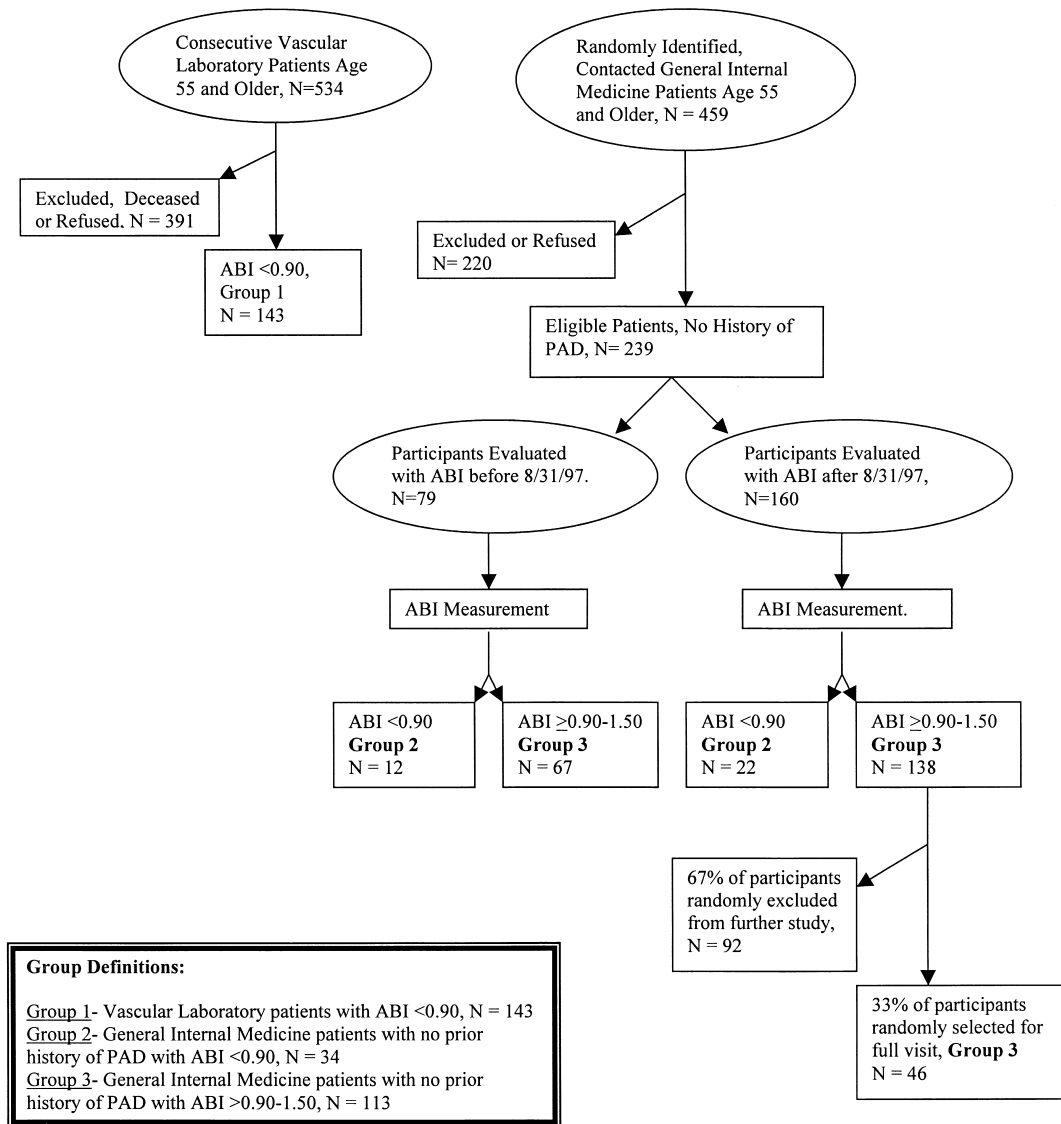 Consecutive Vascular
Laboratory Patients Age
55 and Older, N=534
Randomly Identified,
Contacted General Internal
Medicine Patients Age 55
and Older, N = 459
Excluded, Deceased
or Refused. N = 391
ABI <0.90,
Group 1
N = 143
Excluded or Refused
N= 220
Eligible Patients, No History of
PAD, N= 239
Participants Evaluated
with ABI before 8/31/97.
N=79
Participants Evaluated
with ABI after 8/31/97,
N=160
ABI Measurement
ABI Measurement.
ABI <0.90
Group 2
N = 12
ABI ≥0.90-1.50
Group 3
N = 67
ABI <0.90
Group 2
N = 22
ABI ≥0.90-1.50
Group 3
N = 138
67% of participants
randomly excluded
from further study,
N = 92
33% of participants
randomly selected for
full visit, Group 3
N = 46
Group Definitions:
Group 1- Vascular Laboratory patients with ABI <0.90, N = 143
Group 2- General Internal Medicine patients with no prior
history of PAD with ABI <0.90, N = 34
Group 3- General Internal Medicine patients with no prior
history of PAD with ABI >0.90-1.50, N = 113